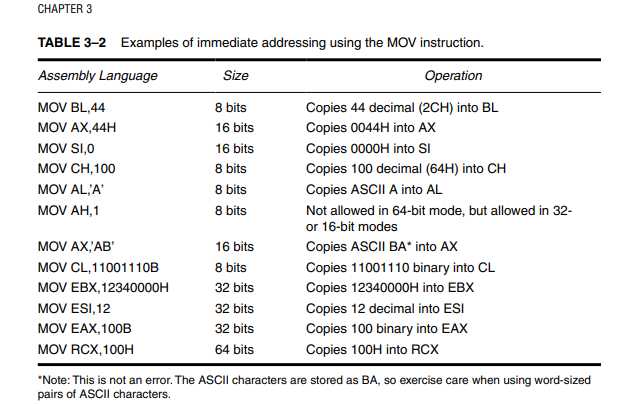 CHAPTER 3
TABLE 3–2 Examples of immediate addressing using the MOV instruction.
Assembly Language Size Operation
MOV BL,44 8 bits Copies 44 decimal (2CH) into BL
MOV AX,44H 16 bits Copies 0044H into AX
MOV SI,0 16 bits Copies 0000H into SI
MOV CH,100 8 bits Copies 100 decimal (64H) into CH
MOV AL,’A’ 8 bits Copies ASCII A into AL
MOV AH,1 8 bits Not allowed in 64-bit mode, but allowed in 32-
or 16-bit modes
MOV AX,’AB’ 16 bits Copies ASCII BA* into AX
MOV CL,11001110B 8 bits Copies 11001110 binary into CL
MOV EBX,12340000H 32 bits Copies 12340000H into EBX
MOV ESI,12 32 bits Copies 12 decimal into ESI
MOV EAX,100B 32 bits Copies 100 binary into EAX
MOV RCX,100H 64 bits Copies 100H into RCX
*Note: This is not an error. The ASCII characters are stored as BA, so exercise care when using word-sized
pairs of ASCII characters.